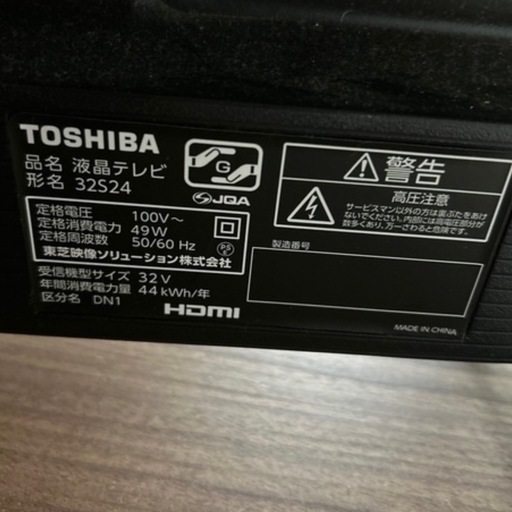 TOSHIBA
品名 液晶テレビ
形名 32S24
G
JQA
定格電圧 100V～
定格消費電力 49W
定格周波数 50/60 Hz
PS
E
東芝映像ソリューション株式会社
受信機型サイズ 32V
年間消費電力量 44kWh/年
区分名 DN1
HDMI
警告
高圧注意
サービスマン以外の方は裏ぶたをあけ
ないでください。内部には高電圧部分が
数多くあり、万一さわると危険です。
製造番号
MADE IN CHINA